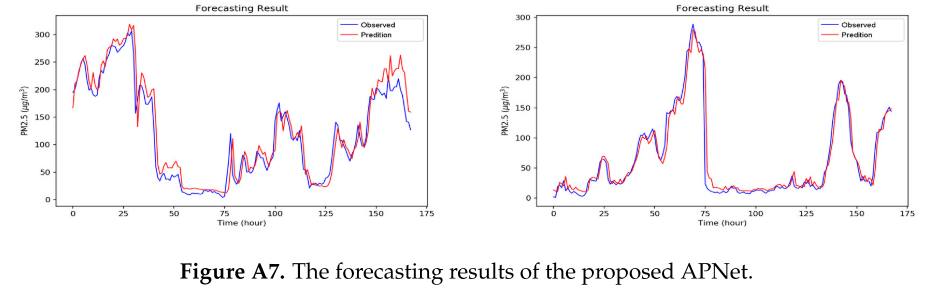 Forecasting Result
300
250
200
150
100
50
0
0 25 50 75 100 125 150 175
PM2.5 (μg/m³)
Time (hour)
Observed
Predition
Forecasting Result
300
250
200
150
100
50
0
0 25 50 75 100 125 150 175
PM2.5 (μg/m³)
Time (hour)
Observed
Predition
Figure A7. The forecasting results of the proposed APNet.